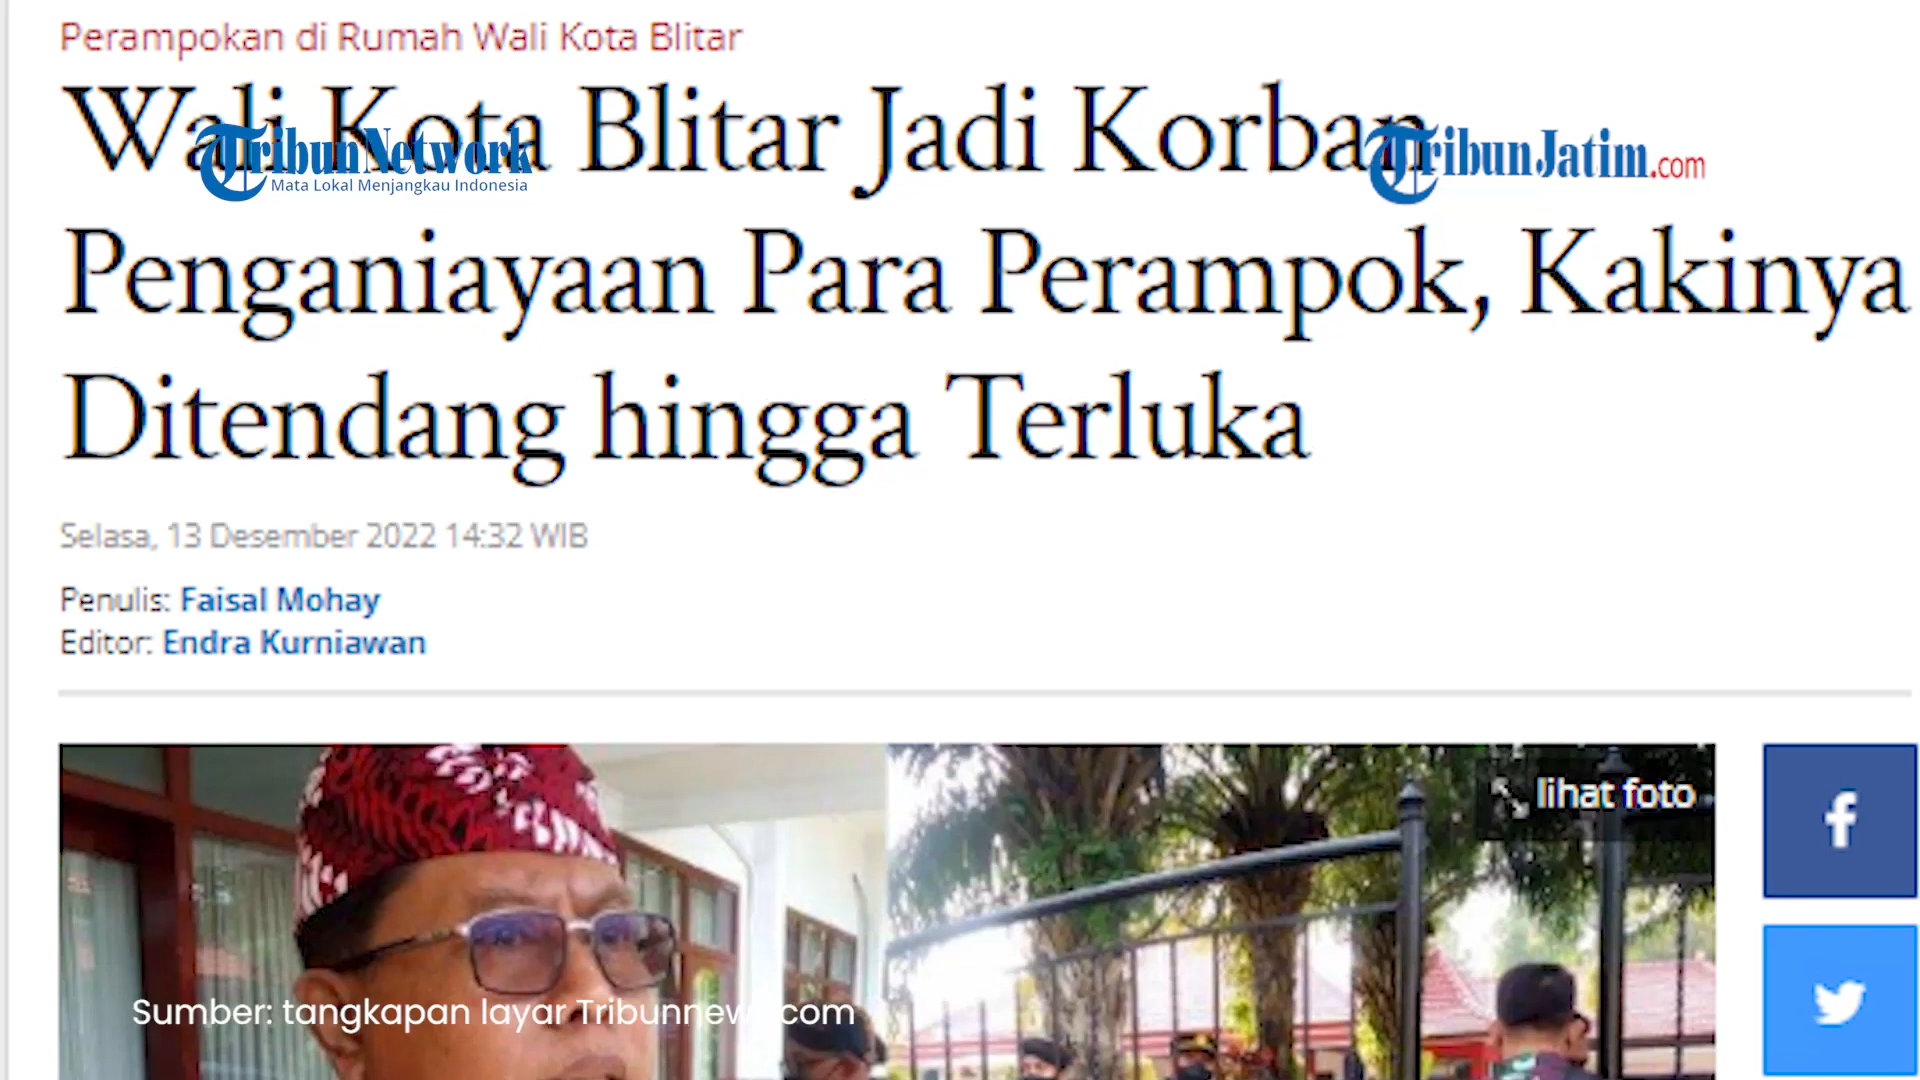 Perampokan di Rumah Wali Kota Blitar
Wali Kota Blitar Jadi Korban
TribunNetwork
Mata Lokal Menjangkau Indonesia
TribunJatim.com
Penganiayaan Para Perampok, Kakinya
Ditendang hingga Terluka
Selasa, 13 Desember 2022 14:32 WIB
Penulis: Faisal Mohay
Editor: Endra Kurniawan
lihat foto
Sumber: tangkapan layar Tribunnews.com